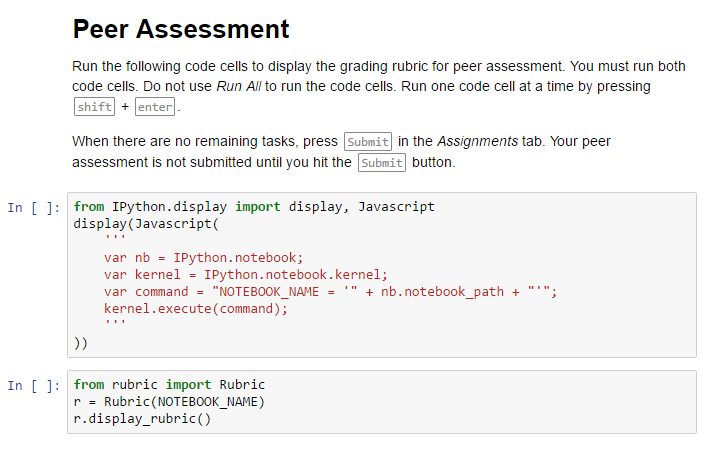 Peer Assessment
Run the following code cells to display the grading rubric for peer assessment. You must run both
code cells. Do not use Run All to run the code cells. Run one code cell at a time by pressing
shift + enter.
When there are no remaining tasks, press Submit in the Assignments tab. Your peer
assessment is not submitted until you hit the Submit button.
In [ ]: from IPython.display import display, Javascript
display(Javascript(
    '''
    var nb = IPython.notebook;
    var kernel = IPython.notebook.kernel;
    var command = "NOTEBOOK_NAME = '" + nb.notebook_path + "'";
    kernel.execute(command);
    '''
))
In [ ]: from rubric import Rubric
r = Rubric(NOTEBOOK_NAME)
r.display_rubric()